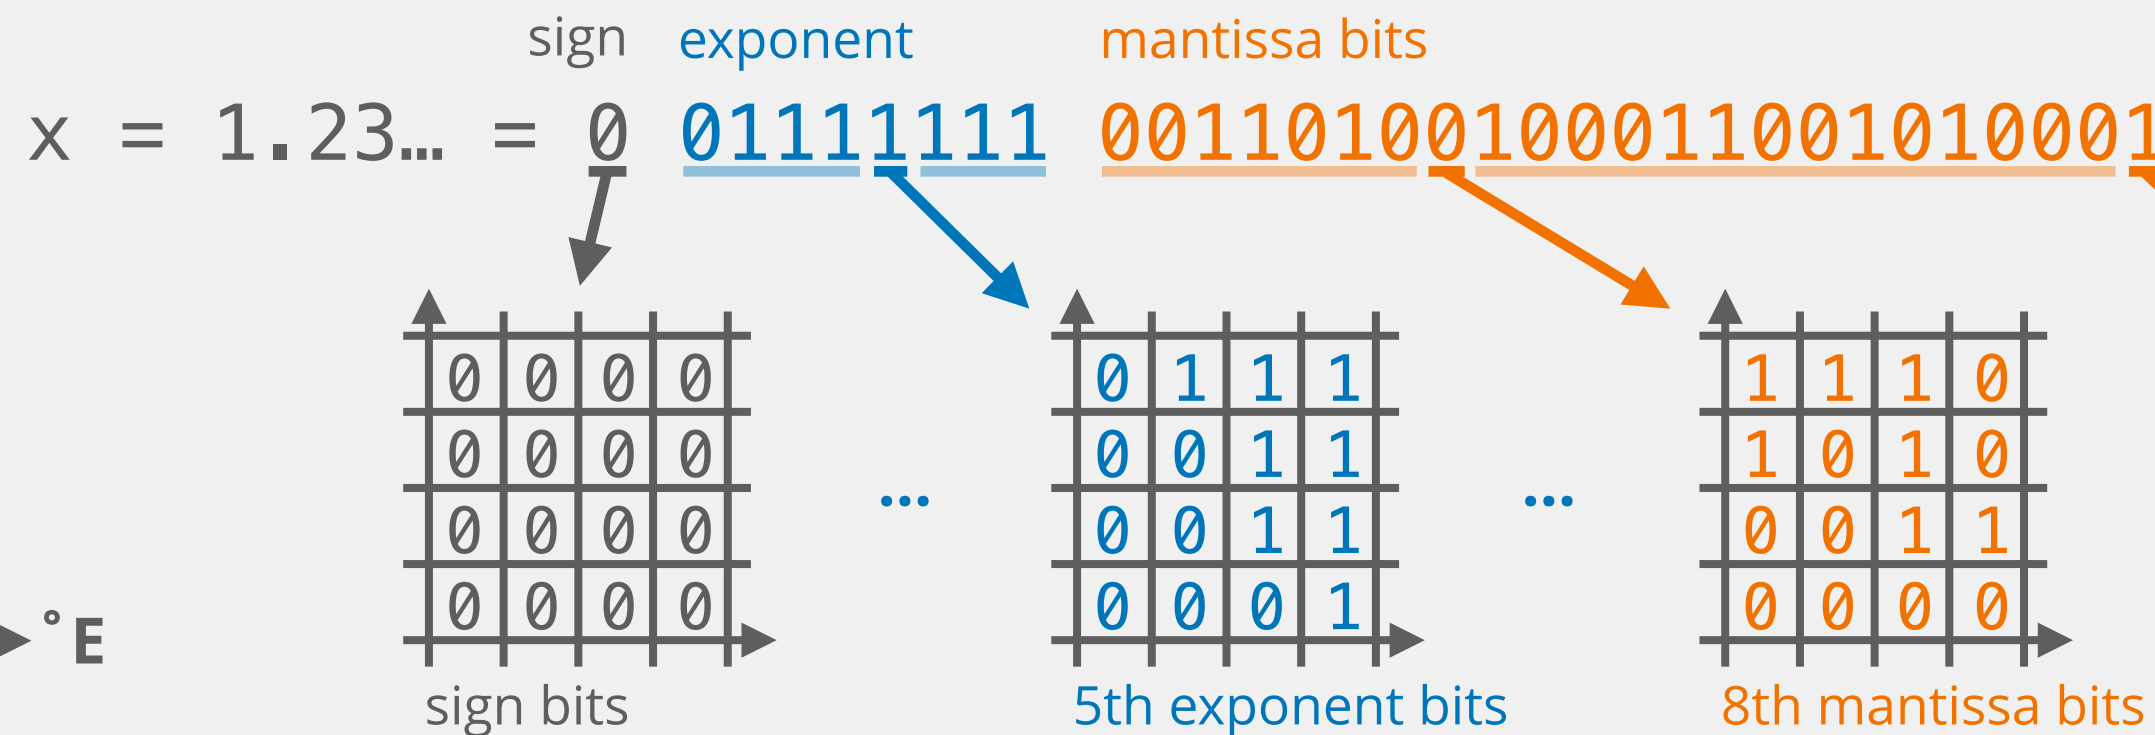 sign exponent mantissa bits
x = 1.23… = 0 01111111 00110100100011001010001
0 0 0 0
0 0 0 0
0 0 0 0
0 0 0 0
sign bits
...
0 1 1 1
0 0 1 1
0 0 1 1
0 0 0 1
5th exponent bits
...
1 1 1 0
1 0 1 0
0 0 1 1
0 0 0 0
8th mantissa bits
°E